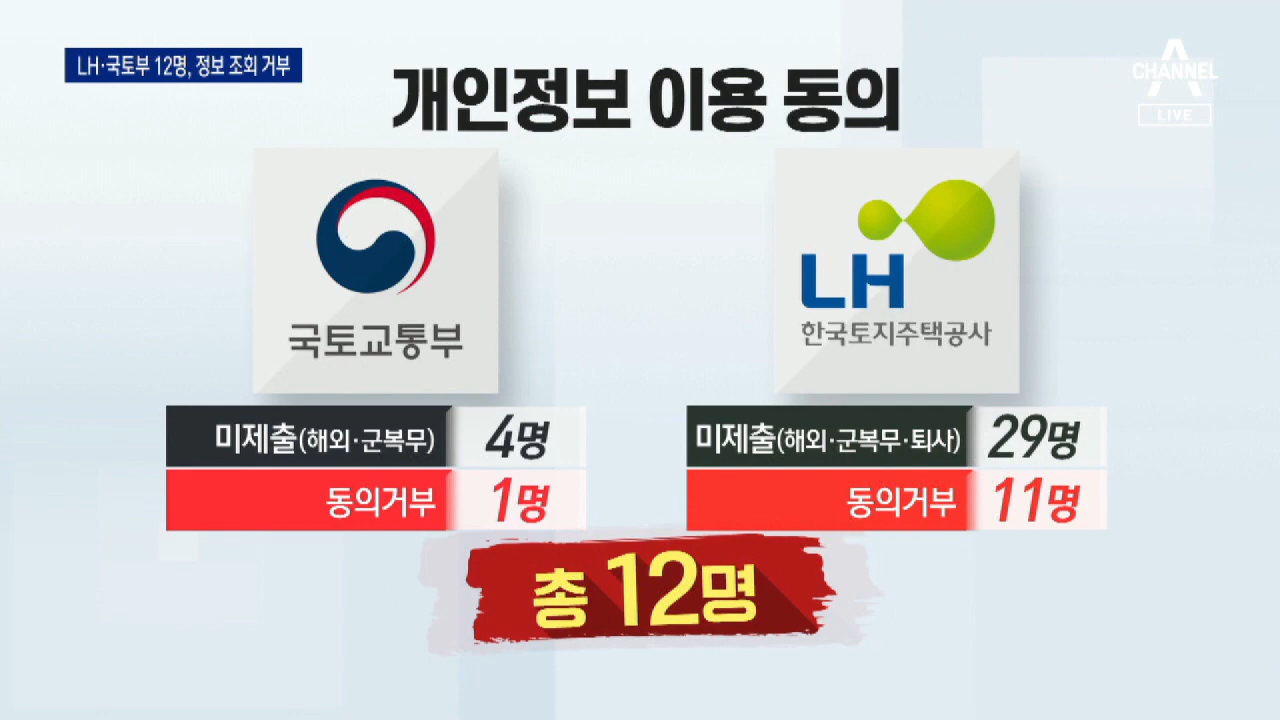 LH·국토부 12명, 정보 조회 거부
CHANNEL A
LIVE
개인정보 이용 동의
국토교통부
미제출(해외·군복무) 4명
동의거부 1명
LH
한국토지주택공사
미제출(해외·군복무·퇴사) 29명
동의거부 11명
총 12명